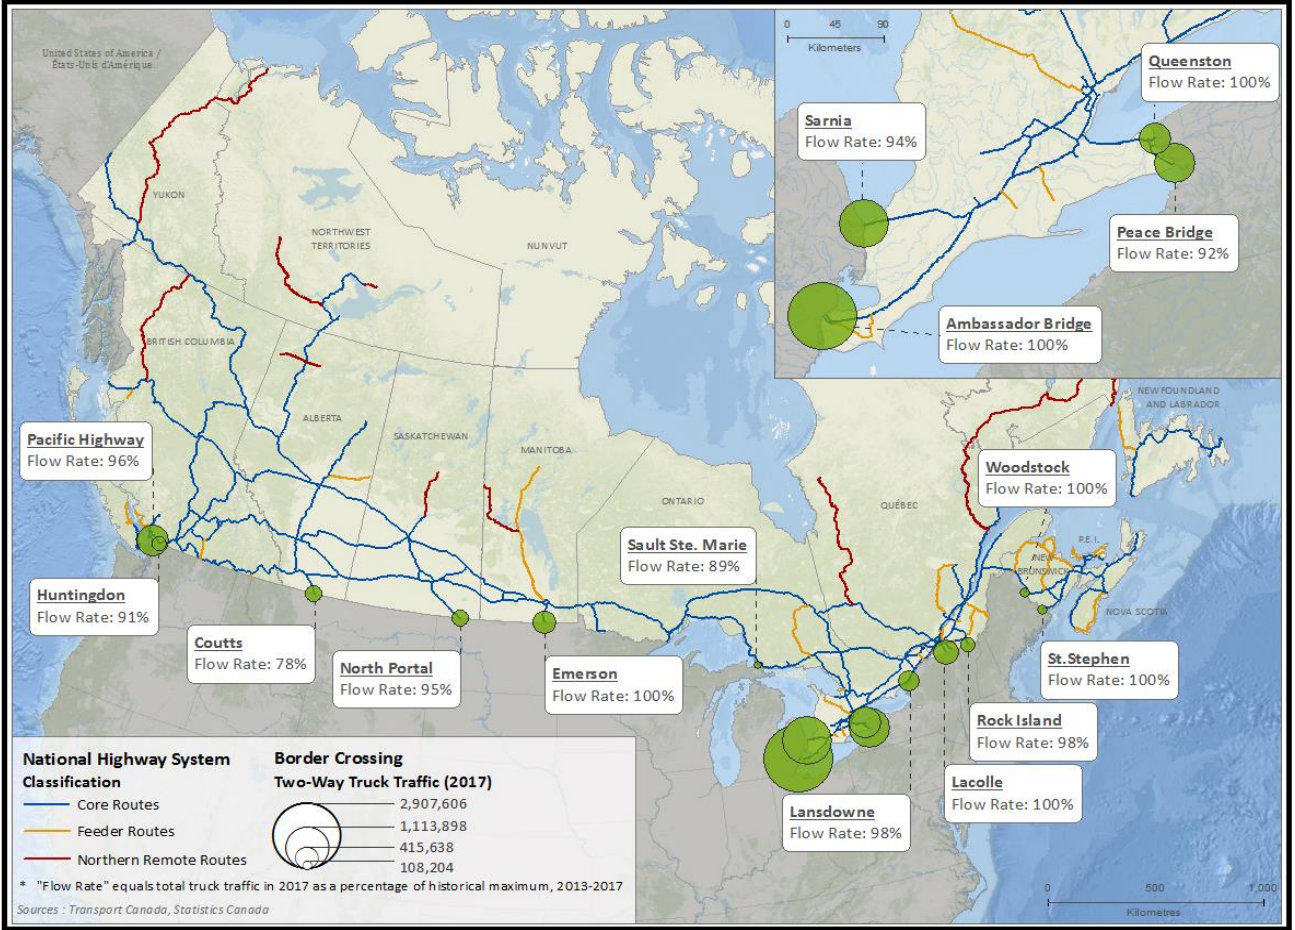 United States of America /
États-Unis d'Amérique
0 45 90
Kilometers
Queenston
Flow Rate: 100%
Sarnia
Flow Rate: 94%
Peace Bridge
Flow Rate: 92%
Ambassador Bridge
Flow Rate: 100%
YUKON
NORTHWEST
TERRITORIES
NUNVUT
BRITISH COLUMBIA
ALBERTA
SASKATCHEWAN
MANITOBA
ONTARIO
QUÉBEC
NEWFOUNDLAND
AND LABRADOR
P.E.I.
NEW
BRUNSWICK
NOVA SCOTIA
Pacific Highway
Flow Rate: 96%
Woodstock
Flow Rate: 100%
Sault Ste. Marie
Flow Rate: 89%
Huntingdon
Flow Rate: 91%
Coutts
Flow Rate: 78%
North Portal
Flow Rate: 95%
Emerson
Flow Rate: 100%
St.Stephen
Flow Rate: 100%
Rock Island
Flow Rate: 98%
Lacolle
Flow Rate: 100%
Lansdowne
Flow Rate: 98%
National Highway System
Classification
Core Routes
Feeder Routes
Northern Remote Routes
Border Crossing
Two-Way Truck Traffic (2017)
2,907,606
1,113,898
415,638
108,204
* "Flow Rate" equals total truck traffic in 2017 as a percentage of historical maximum, 2013-2017
Sources : Transport Canada, Statistics Canada
0 500 1,000
Kilometres